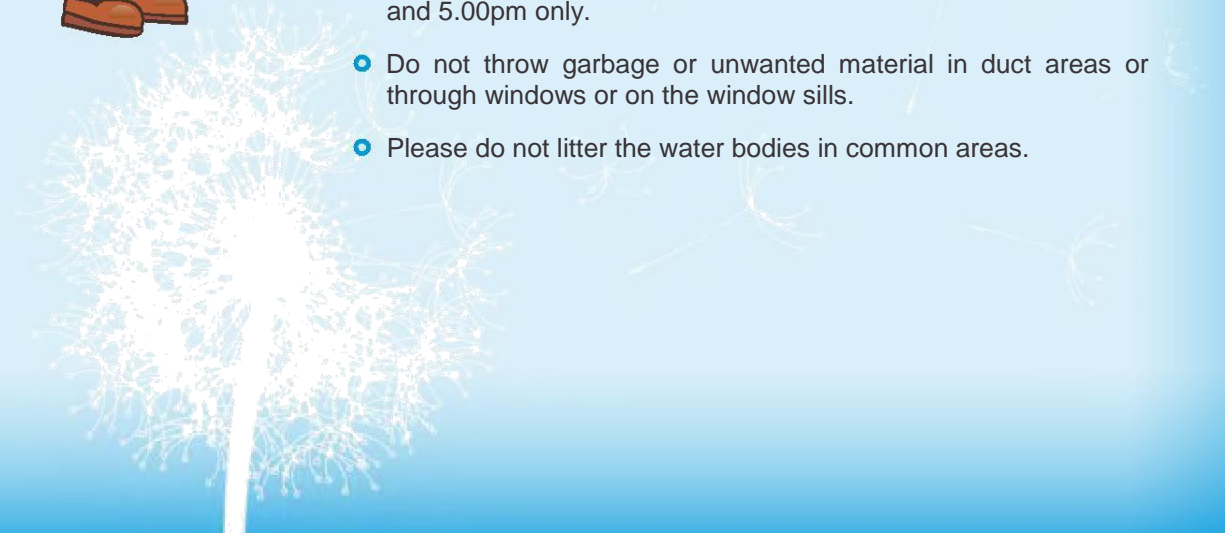 and 5.00pm only.
Do not throw garbage or unwanted material in duct areas or
through windows or on the window sills.
Please do not litter the water bodies in common areas.